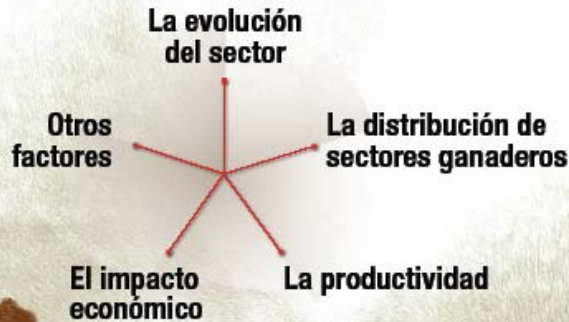 La evolución
del sector
Otros
factores
La distribución de
sectores ganaderos
El impacto
económico
La productividad